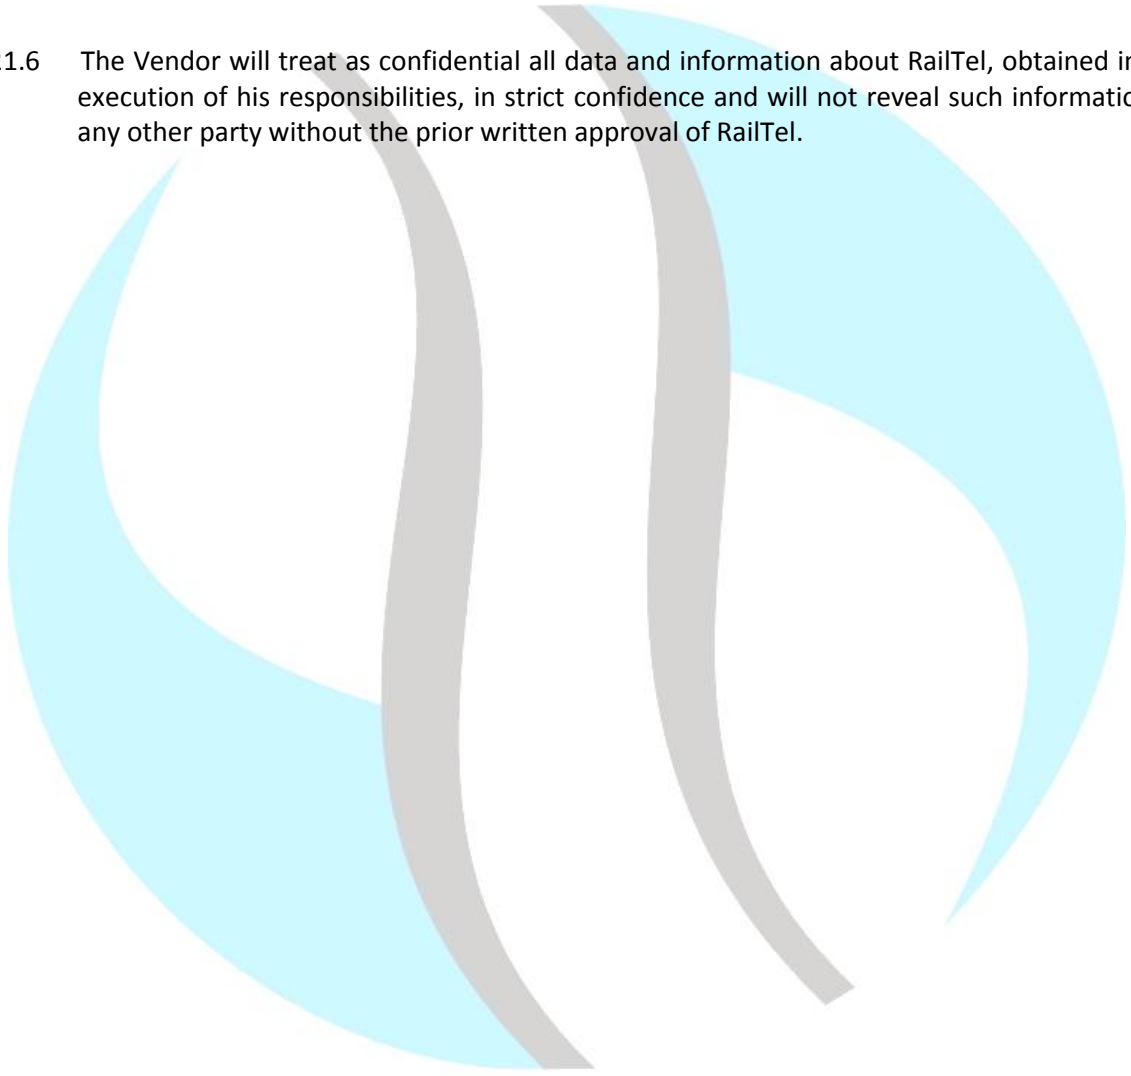 21.6 The Vendor will treat as confidential all data and information about RailTel, obtained in
execution of his responsibilities, in strict confidence and will not reveal such informatio
any other party without the prior written approval of RailTel.